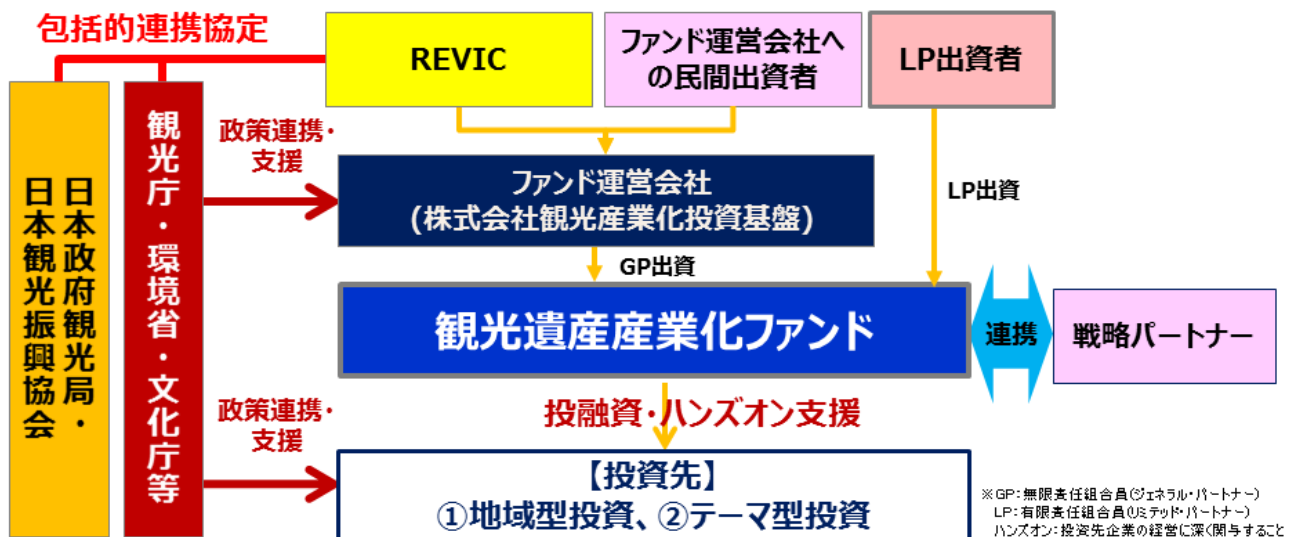 包括的連携協定
REVIC
ファンド運営会社へ
の民間出資者
LP出資者
日本政府観光局・
日本観光振興協会
観光庁・環境省・文化庁等
政策連携・
支援
ファンド運営会社
(株式会社観光産業化投資基盤)
LP出資
GP出資
観光遺産産業化ファンド
連携
戦略パートナー
政策連携・
支援
投融資・ハンズオン支援
【投資先】
①地域型投資、②テーマ型投資
※GP:無限責任組合員(ジェネラル・パートナー)
LP:有限責任組合員(リミテッド・パートナー)
ハンズオン:投資先企業の経営に深く関与すること